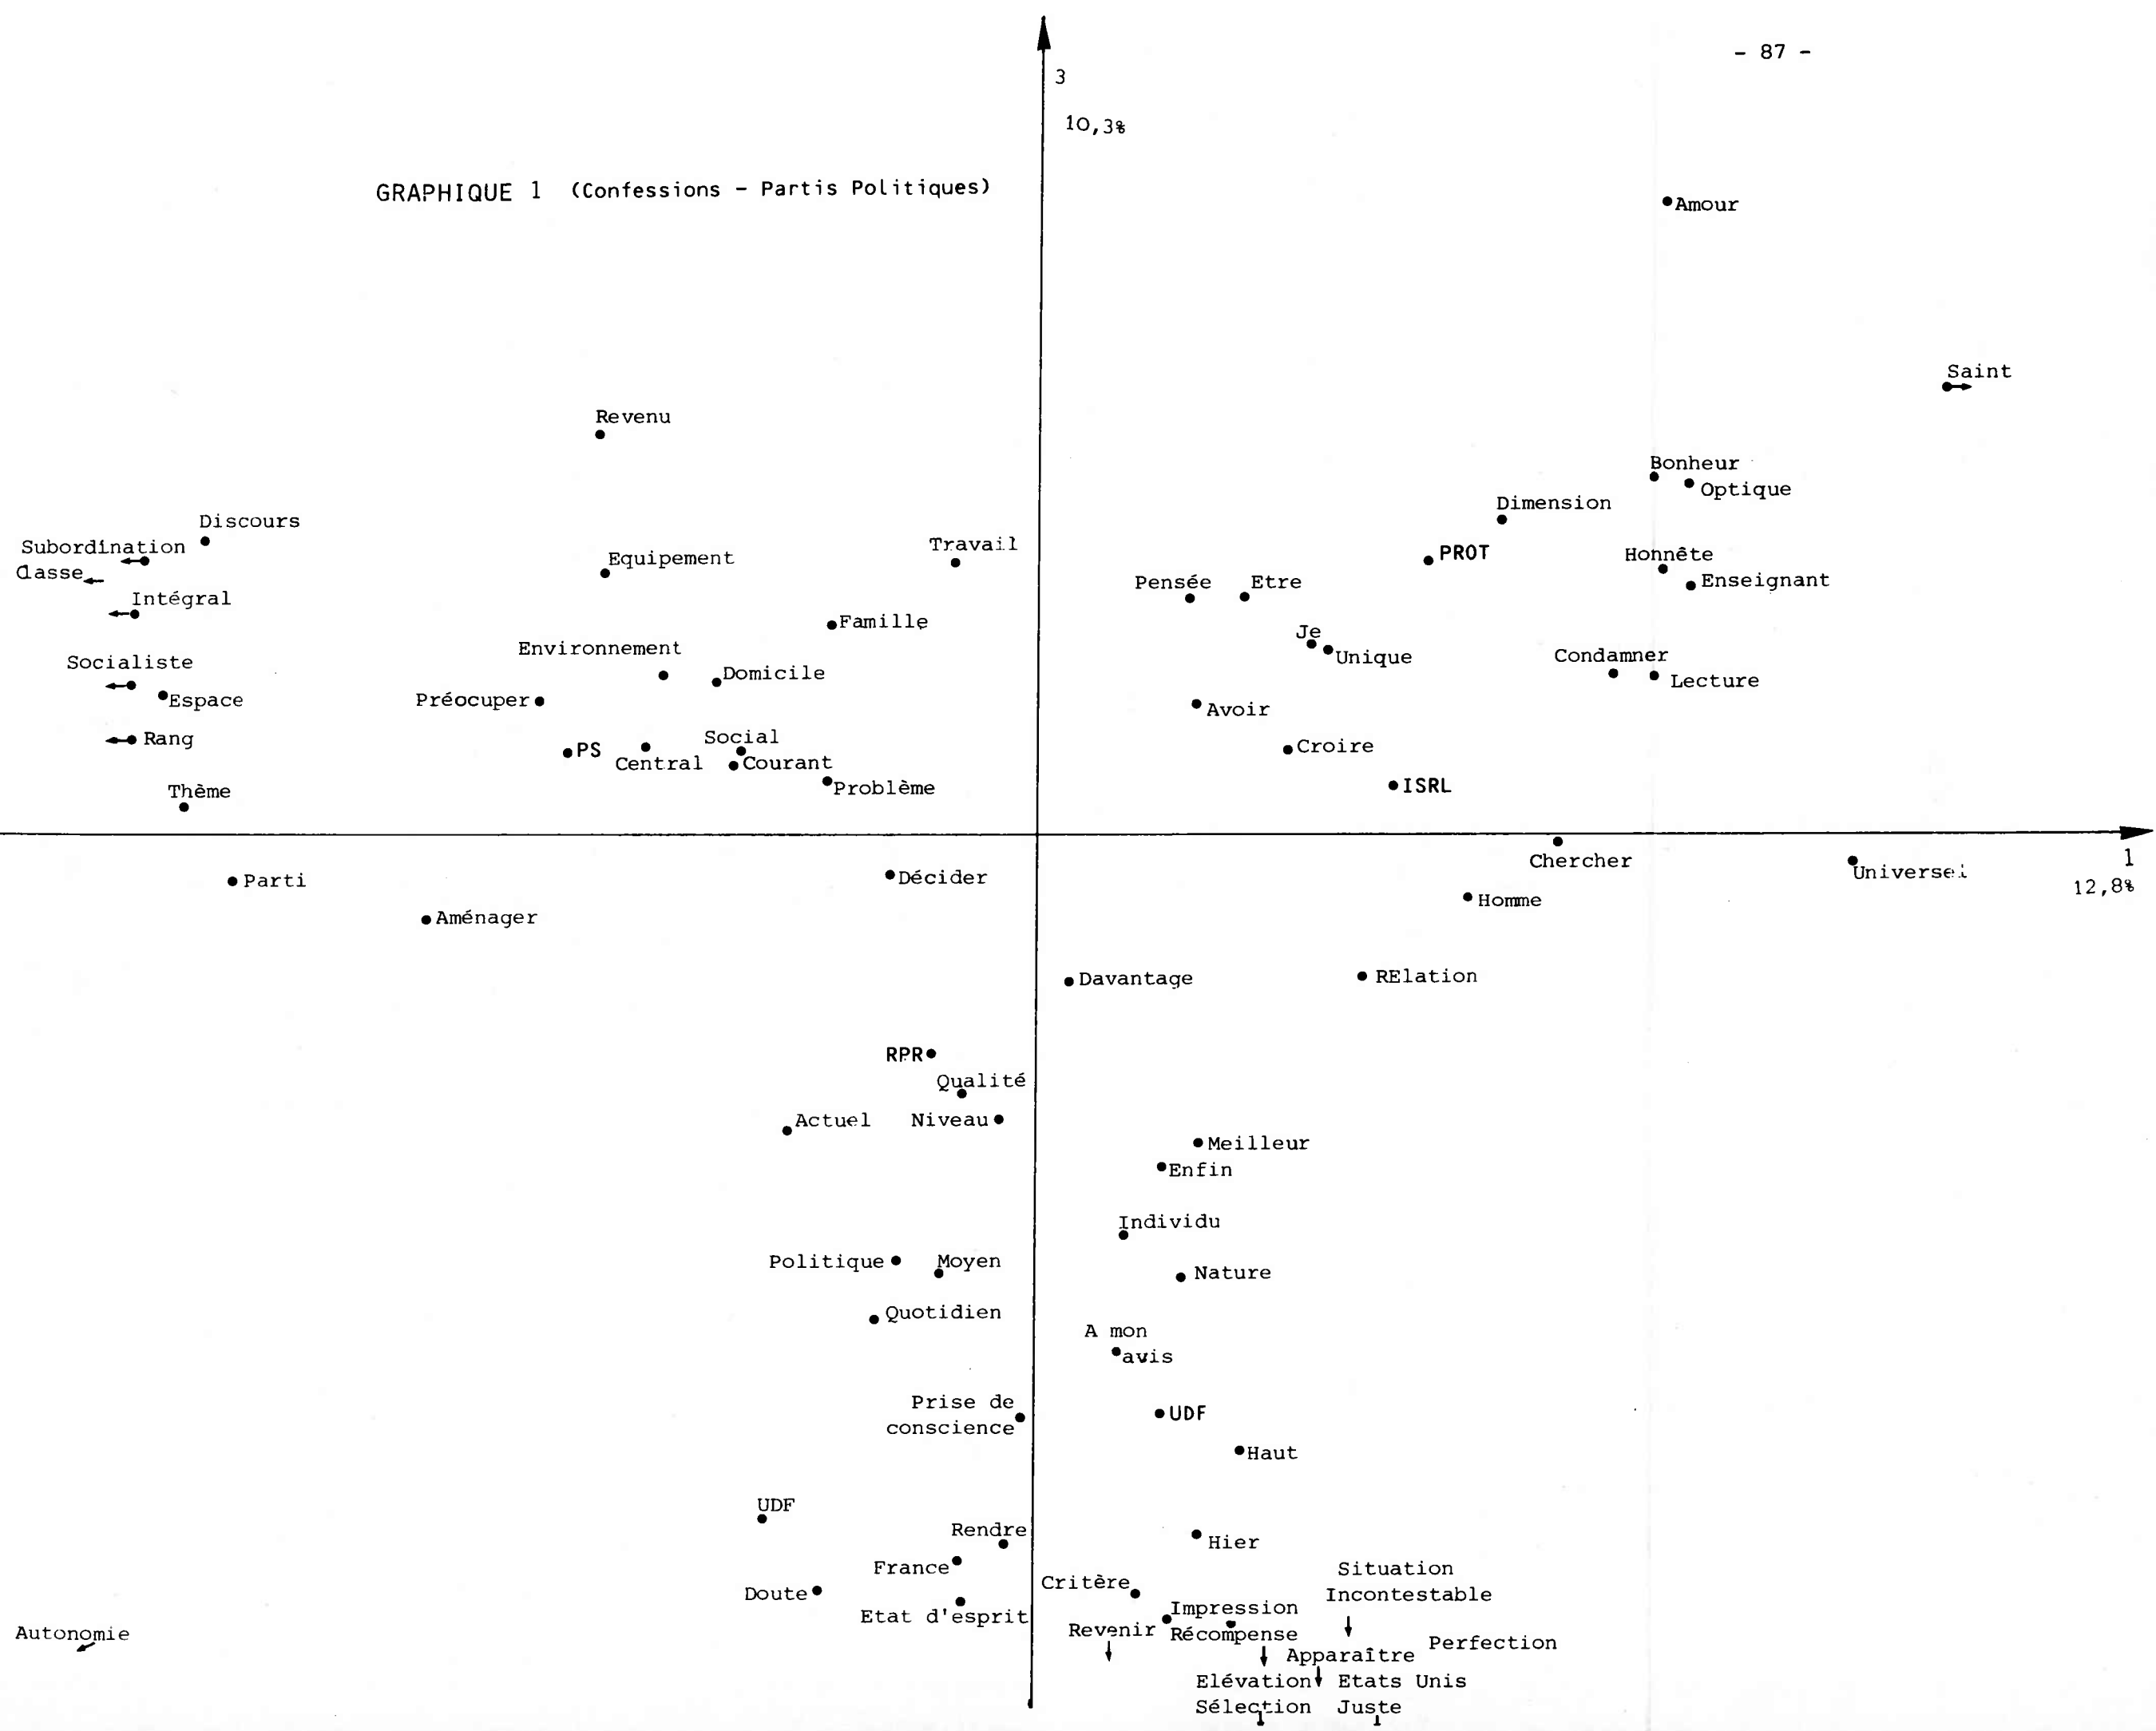 - 87 -
3
10,3%
GRAPHIQUE 1 (Confessions - Partis Politiques)
Amour
Saint
Revenu
Bonheur
Optique
Dimension
Discours
Subordination
Classe
Equipement
Travail
PROT
Honnête
Enseignant
Pensée
Etre
Intégral
Famille
Je
Unique
Environnement
Condamner
Lecture
Socialiste
Domicile
Espace
Préocuper
Avoir
Rang
PS
Central
Social
Courant
Croire
Problème
ISRL
Thème
Chercher
1
Universel
12,8%
Parti
Décider
Homme
Aménager
Davantage
RElation
RPR
Qualité
Actuel
Niveau
Meilleur
Enfin
Individu
Politique
Moyen
Nature
Quotidien
A mon
avis
Prise de
conscience
UDF
Haut
UDF
Rendre
Hier
France
Situation
Incontestable
Doute
Critère
Etat d'esprit
Impression
Récompense
Revenir
Autonomie
Perfection
Apparaître
Elévation
Etats Unis
Sélection
Juste